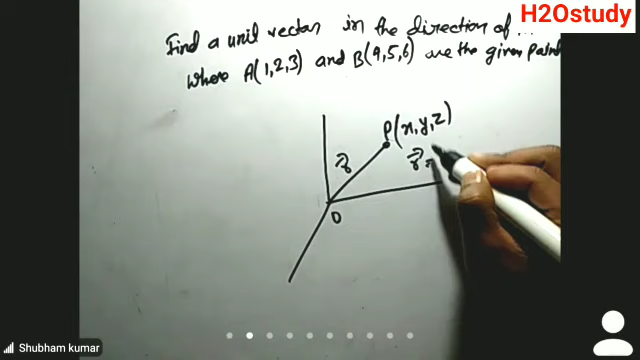 H2Ostudy
Find a unit vector in the direction of ...
where A(1,2,3) and B(4,5,6) are the given
P(x,y,z)
r⃗
r⃗ =
O
Shubham kumar